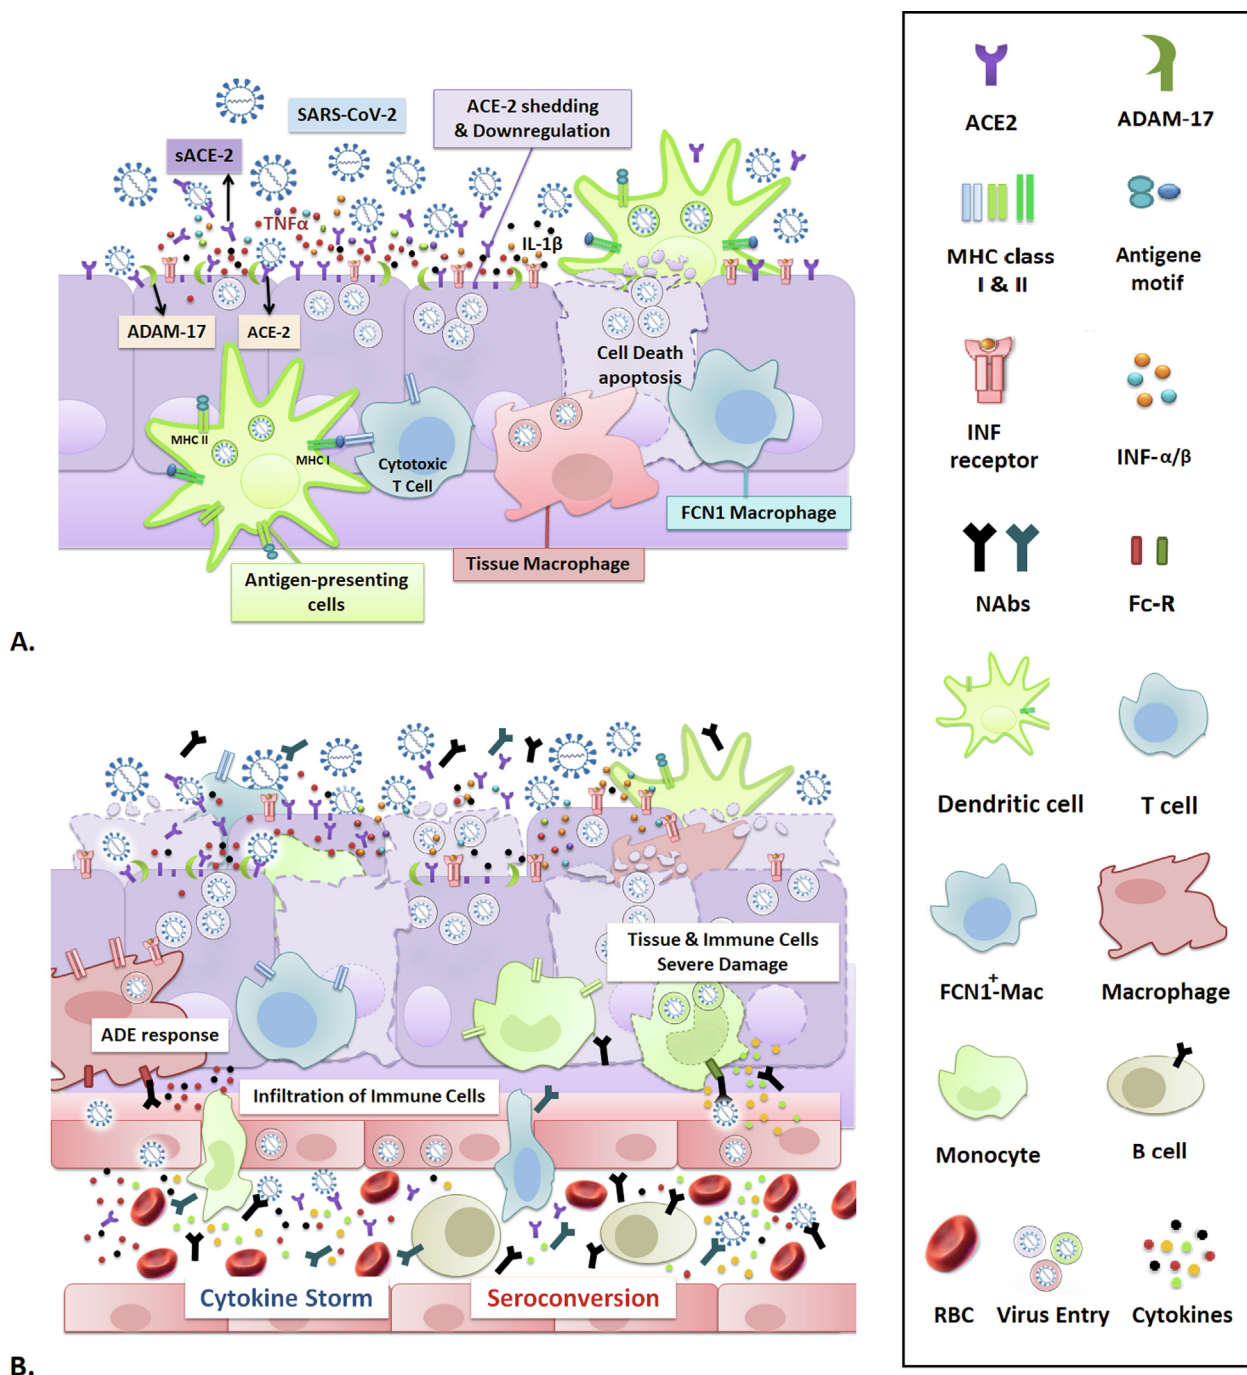 SARS-CoV-2
ACE-2 shedding
& Downregulation
sACE-2
TNFα
IL-1β
ADAM-17
ACE-2
Cell Death
apoptosis
MHC II
MHC I
Cytotoxic
T Cell
FCN1 Macrophage
Tissue Macrophage
Antigen-presenting
cells
A.
Tissue & Immune Cells
Severe Damage
ADE response
Infiltration of Immune Cells
Cytokine Storm
Seroconversion
B.
ACE2
ADAM-17
MHC class
I & II
Antigene
motif
INF
receptor
INF-α/β
NAbs
Fc-R
Dendritic cell
T cell
FCN1+-Mac
Macrophage
Monocyte
B cell
RBC
Virus Entry
Cytokines